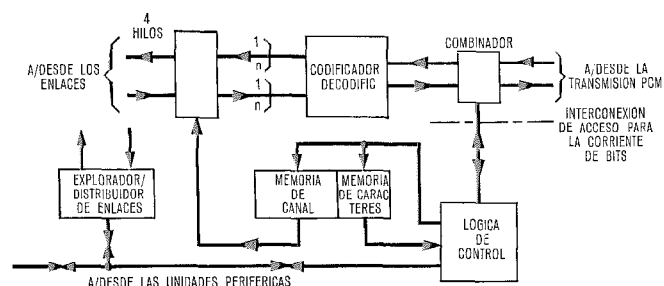 4
HILOS
A/DESDE LOS
ENLACES
1
n
1
n
CODIFICADOR
DECODIFIC
COMBINADOR
A/DESDE LA
TRANSMISION PCM
INTERCONEXION
DE ACCESO PARA
LA CORRIENTE
DE BITS
EXPLORADOR/
DISTRIBUIDOR
DE ENLACES
MEMORIA
DE
CANAL
MEMORIA
DE CARAC
TERES
LOGICA
DE
CONTROL
A/DESDE LAS UNIDADES PERIFERICAS